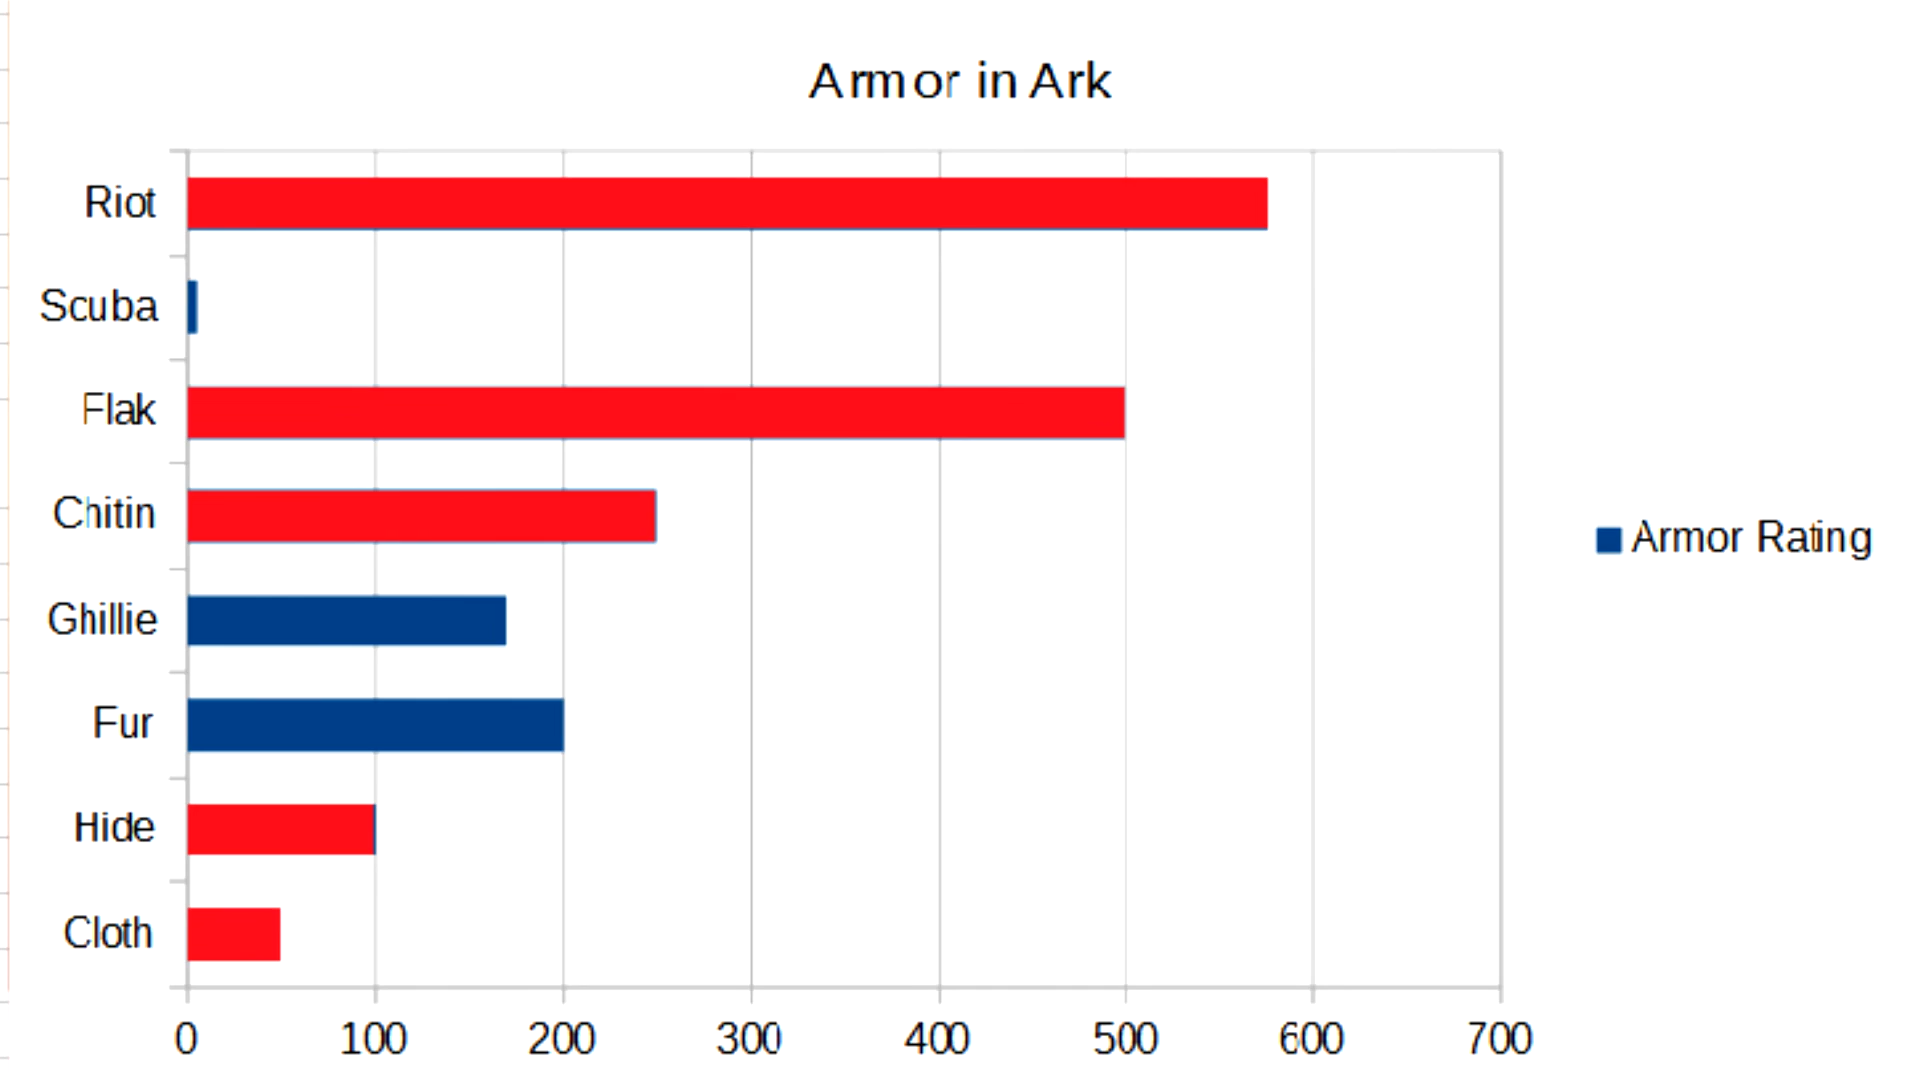 Armor in Ark
Riot
Scuba
Flak
Chitin
Ghillie
Fur
Hide
Cloth
0 100 200 300 400 500 600 700
Armor Rating